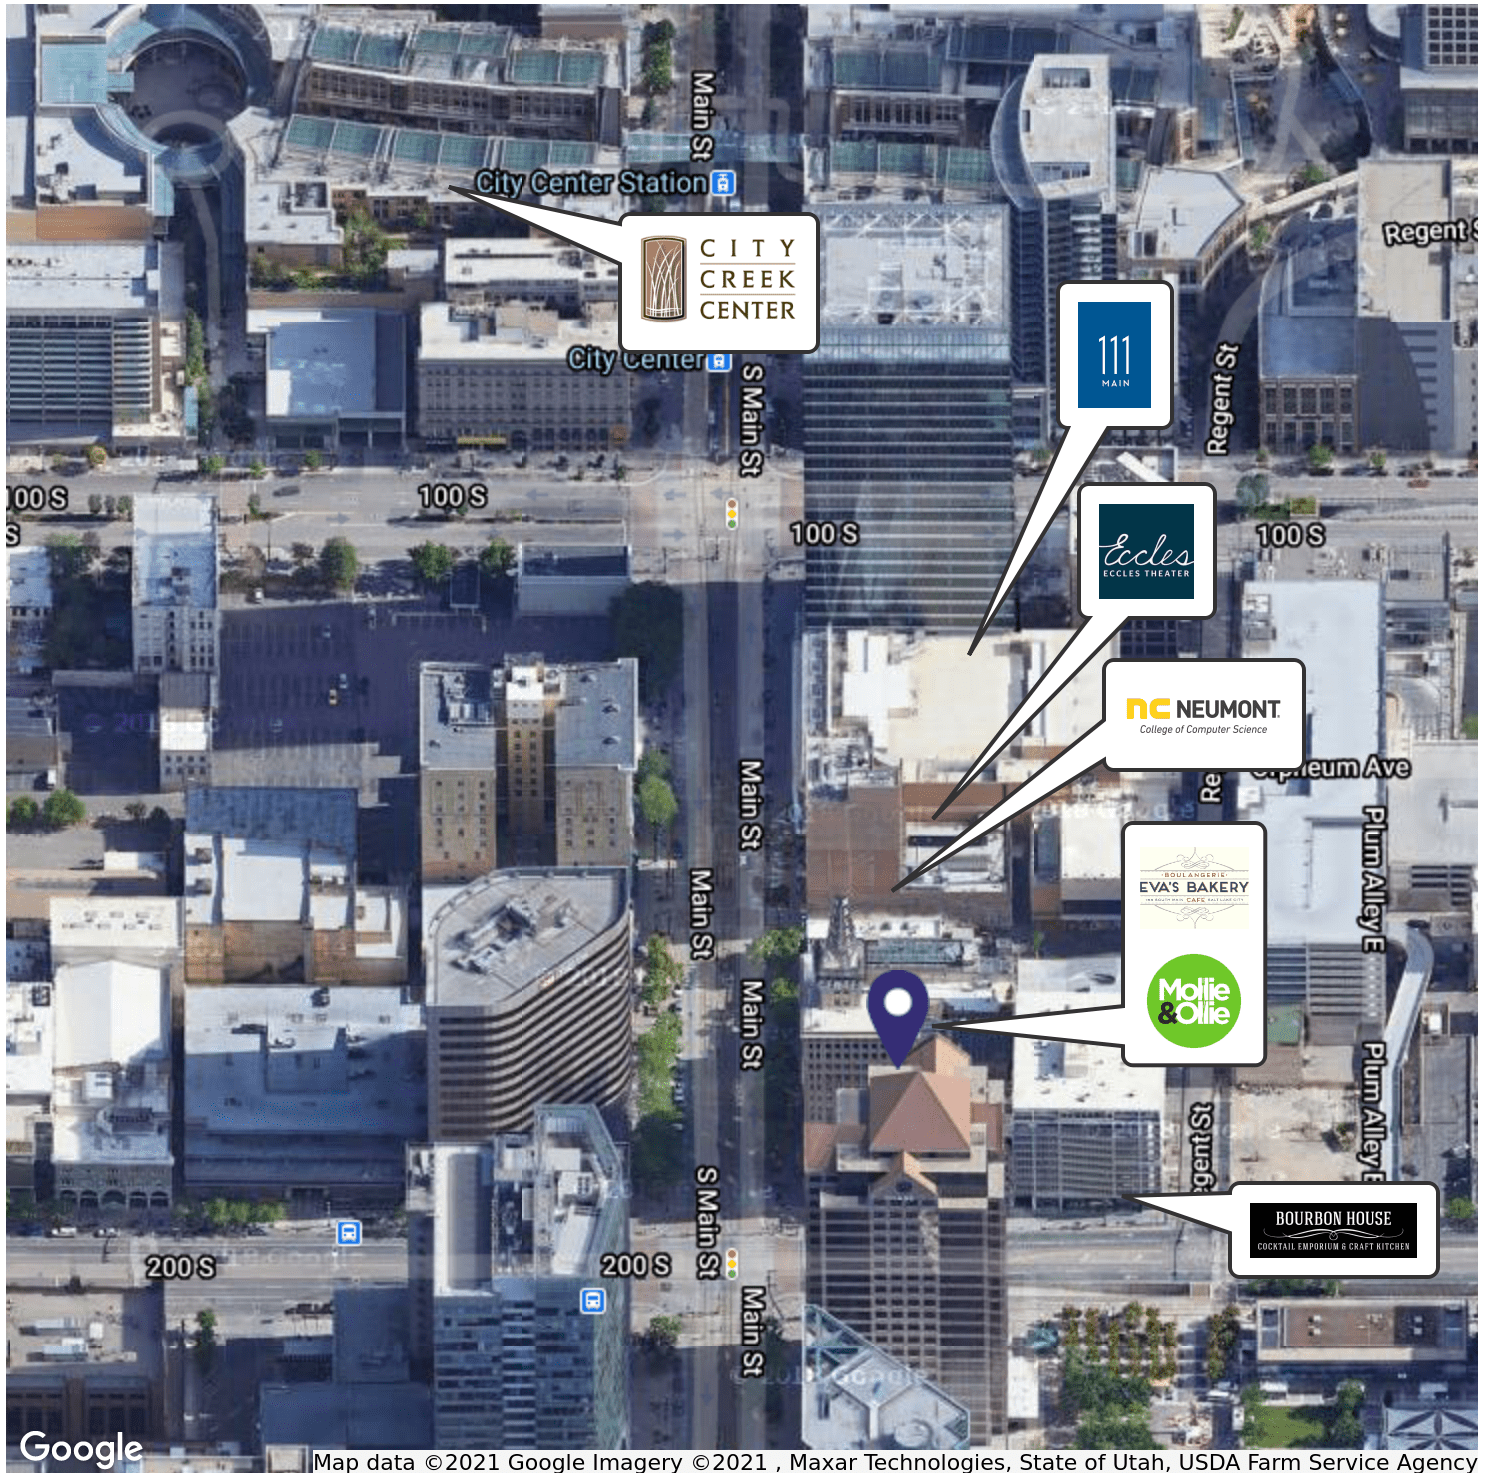 Main St
City Center Station
CITY
CREEK
CENTER
Regent S
City Center
S Main St
111
MAIN
Regent St
100 S
100 S
S
100 S
100 S
Eccles
ECCLES THEATER
nc NEUMONT
College of Computer Science
Orpheum Ave
Re
Main St
Plum Alley E
BOULANGERIE
EVA'S BAKERY
CAFE
Main St
Mollie
&Ollie
Main St
Plum Alley E
gent St
S Main St
BOURBON HOUSE
COCKTAIL EMPORIUM & CRAFT KITCHEN
200 S
200 S
Main St
Google
Map data ©2021 Google Imagery ©2021 , Maxar Technologies, State of Utah, USDA Farm Service Agency